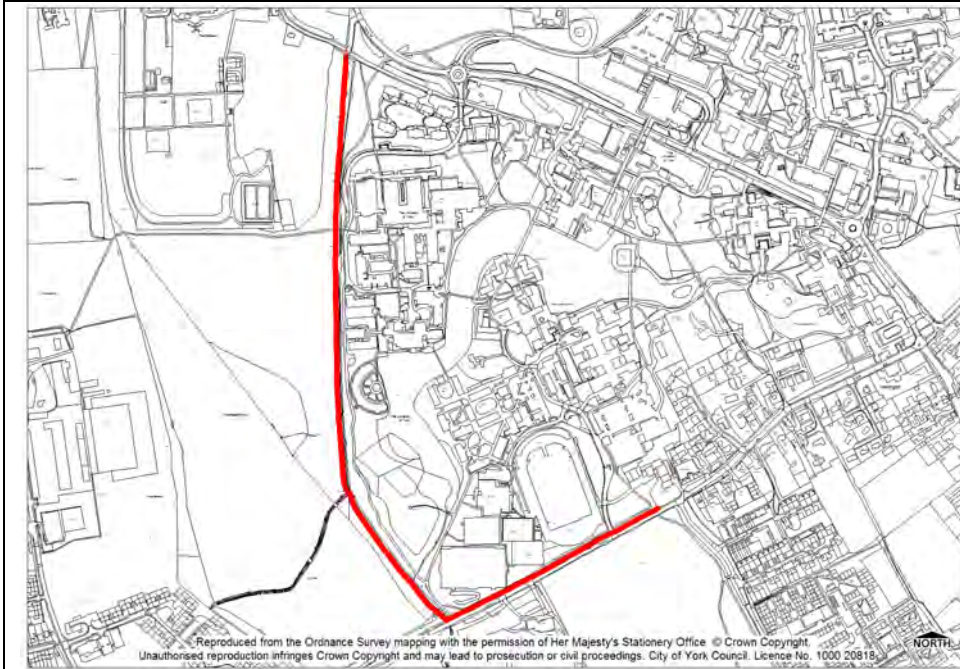 Reproduced from the Ordnance Survey mapping with the permission of Her Majesty's Stationery Office. © Crown Copyright.
Unauthorised reproduction infringes Crown Copyright and may lead to prosecution or civil proceedings. City of York Council. Licence No. 1000 20818
NORTH